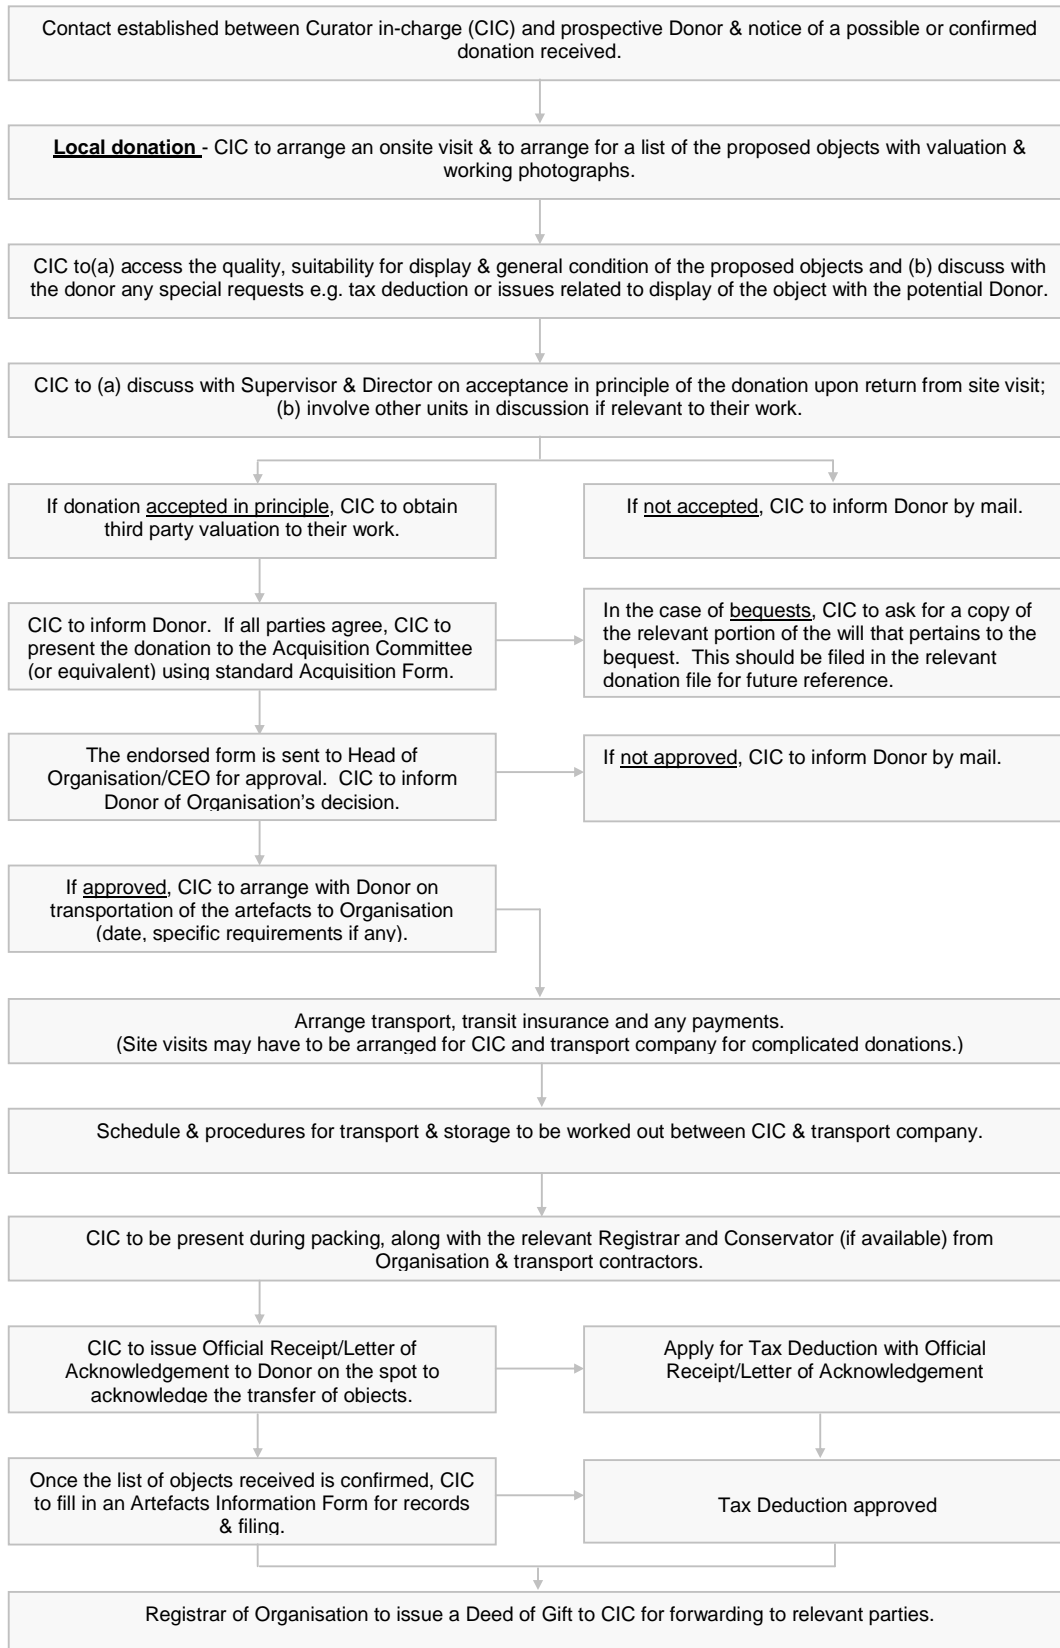 Contact established between Curator in-charge (CIC) and prospective Donor & notice of a possible or confirmed
donation received.
Local donation - CIC to arrange an onsite visit & to arrange for a list of the proposed objects with valuation &
working photographs.
CIC to(a) access the quality, suitability for display & general condition of the proposed objects and (b) discuss with
the donor any special requests e.g. tax deduction or issues related to display of the object with the potential Donor.
CIC to (a) discuss with Supervisor & Director on acceptance in principle of the donation upon return from site visit;
(b) involve other units in discussion if relevant to their work.
If donation accepted in principle, CIC to obtain
third party valuation to their work.
If not accepted, CIC to inform Donor by mail.
CIC to inform Donor. If all parties agree, CIC to
present the donation to the Acquisition Committee
(or equivalent) using standard Acquisition Form.
In the case of bequests, CIC to ask for a copy of
the relevant portion of the will that pertains to the
bequest. This should be filed in the relevant
donation file for future reference.
The endorsed form is sent to Head of
Organisation/CEO for approval. CIC to inform
Donor of Organisation's decision.
If not approved, CIC to inform Donor by mail.
If approved, CIC to arrange with Donor on
transportation of the artefacts to Organisation
(date, specific requirements if any).
Arrange transport, transit insurance and any payments.
(Site visits may have to be arranged for CIC and transport company for complicated donations.)
Schedule & procedures for transport & storage to be worked out between CIC & transport company.
CIC to be present during packing, along with the relevant Registrar and Conservator (if available) from
Organisation & transport contractors.
CIC to issue Official Receipt/Letter of
Acknowledgement to Donor on the spot to
acknowledge the transfer of objects.
Apply for Tax Deduction with Official
Receipt/Letter of Acknowledgement
Once the list of objects received is confirmed, CIC
to fill in an Artefacts Information Form for records
& filing.
Tax Deduction approved
Registrar of Organisation to issue a Deed of Gift to CIC for forwarding to relevant parties.